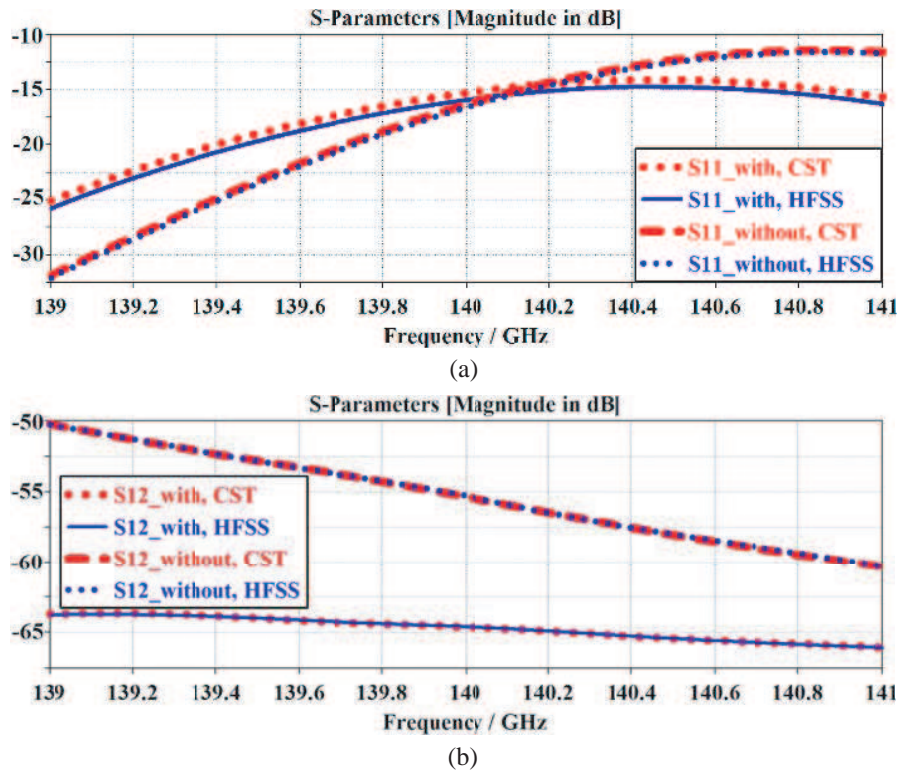 S-Parameters [Magnitude in dB]
-10
-15
-20
-25
-30
S11_with, CST
S11_with, HFSS
S11_without, CST
S11_without, HFSS
139 139.2 139.4 139.6 139.8 140 140.2 140.4 140.6 140.8 141
Frequency / GHz
(a)
S-Parameters [Magnitude in dB]
-50
-55
-60
-65
S12_with, CST
S12_with, HFSS
S12_without, CST
S12_without, HFSS
139 139.2 139.4 139.6 139.8 140 140.2 140.4 140.6 140.8 141
Frequency / GHz
(b)